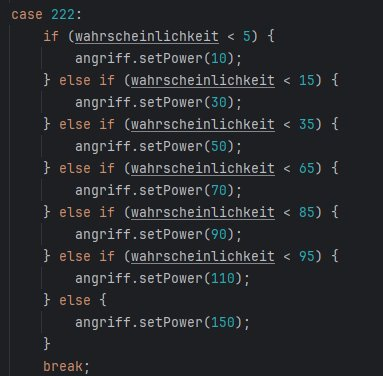 case 222:
    if (wahrscheinlichkeit < 5) {
        angriff.setPower(10);
    } else if (wahrscheinlichkeit < 15) {
        angriff.setPower(30);
    } else if (wahrscheinlichkeit < 35) {
        angriff.setPower(50);
    } else if (wahrscheinlichkeit < 65) {
        angriff.setPower(70);
    } else if (wahrscheinlichkeit < 85) {
        angriff.setPower(90);
    } else if (wahrscheinlichkeit < 95) {
        angriff.setPower(110);
    } else {
        angriff.setPower(150);
    }
    break;